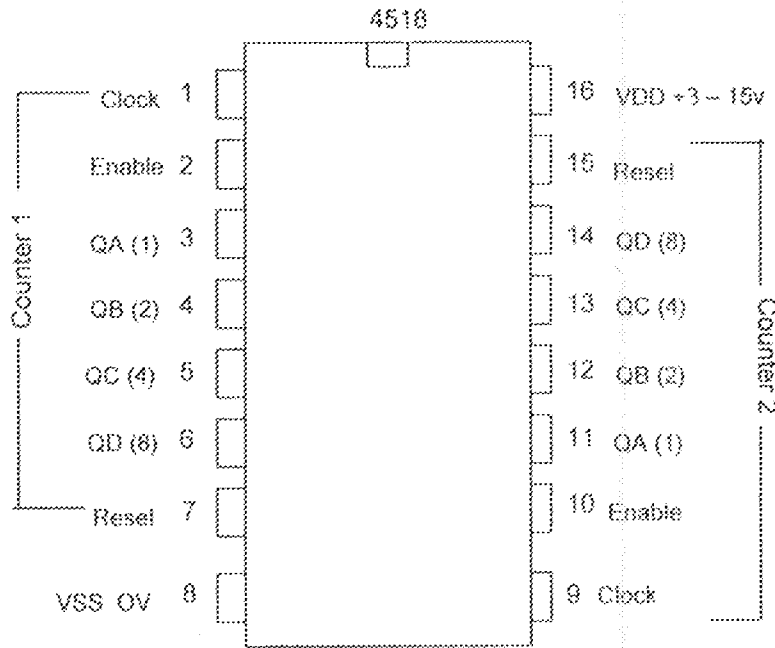 4518
Clock 1
Enable 2
QA (1) 3
QB (2) 4
QC (4) 5
QD (8) 6
Resel 7
VSS OV 8
Counter 1
16 VDD +3 – 15v
15 Resel
14 QD (8)
13 QC (4)
12 QB (2)
11 QA (1)
10 Enable
9 Clock
Counter 2